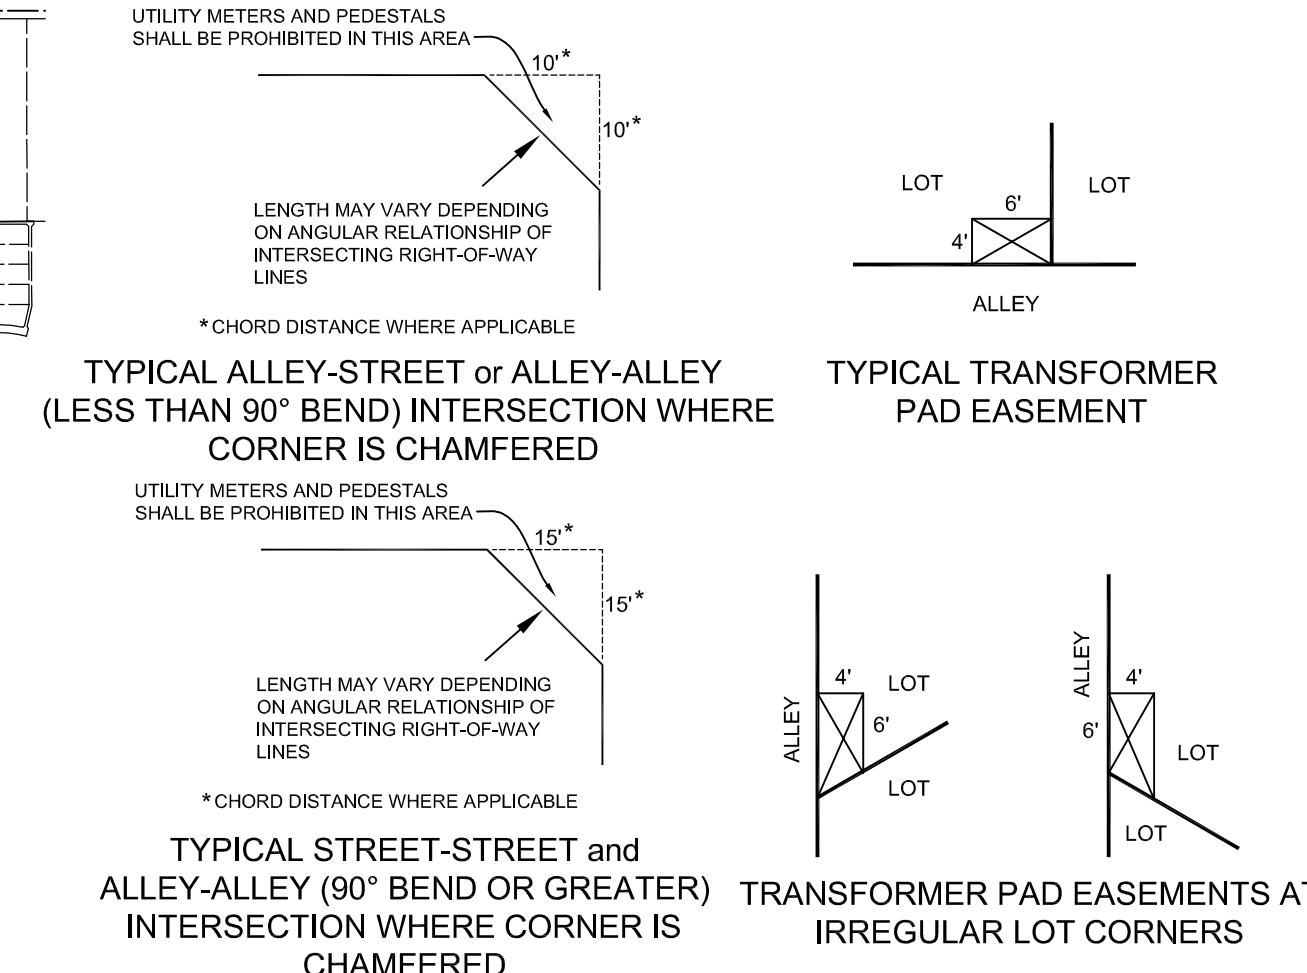 UTILITY METERS AND PEDESTALS
SHALL BE PROHIBITED IN THIS AREA
10'*
10'*
LENGTH MAY VARY DEPENDING
ON ANGULAR RELATIONSHIP OF
INTERSECTING RIGHT-OF-WAY
LINES
* CHORD DISTANCE WHERE APPLICABLE
TYPICAL ALLEY-STREET or ALLEY-ALLEY
(LESS THAN 90° BEND) INTERSECTION WHERE
CORNER IS CHAMFERED
LOT
LOT
6'
4'
ALLEY
TYPICAL TRANSFORMER
PAD EASEMENT
UTILITY METERS AND PEDESTALS
SHALL BE PROHIBITED IN THIS AREA
15'*
15'*
LENGTH MAY VARY DEPENDING
ON ANGULAR RELATIONSHIP OF
INTERSECTING RIGHT-OF-WAY
LINES
* CHORD DISTANCE WHERE APPLICABLE
TYPICAL STREET-STREET and
ALLEY-ALLEY (90° BEND OR GREATER)
INTERSECTION WHERE CORNER IS
CHAMFERED
ALLEY
4'
LOT
6'
LOT
ALLEY
4'
6'
LOT
LOT
TRANSFORMER PAD EASEMENTS AT
IRREGULAR LOT CORNERS